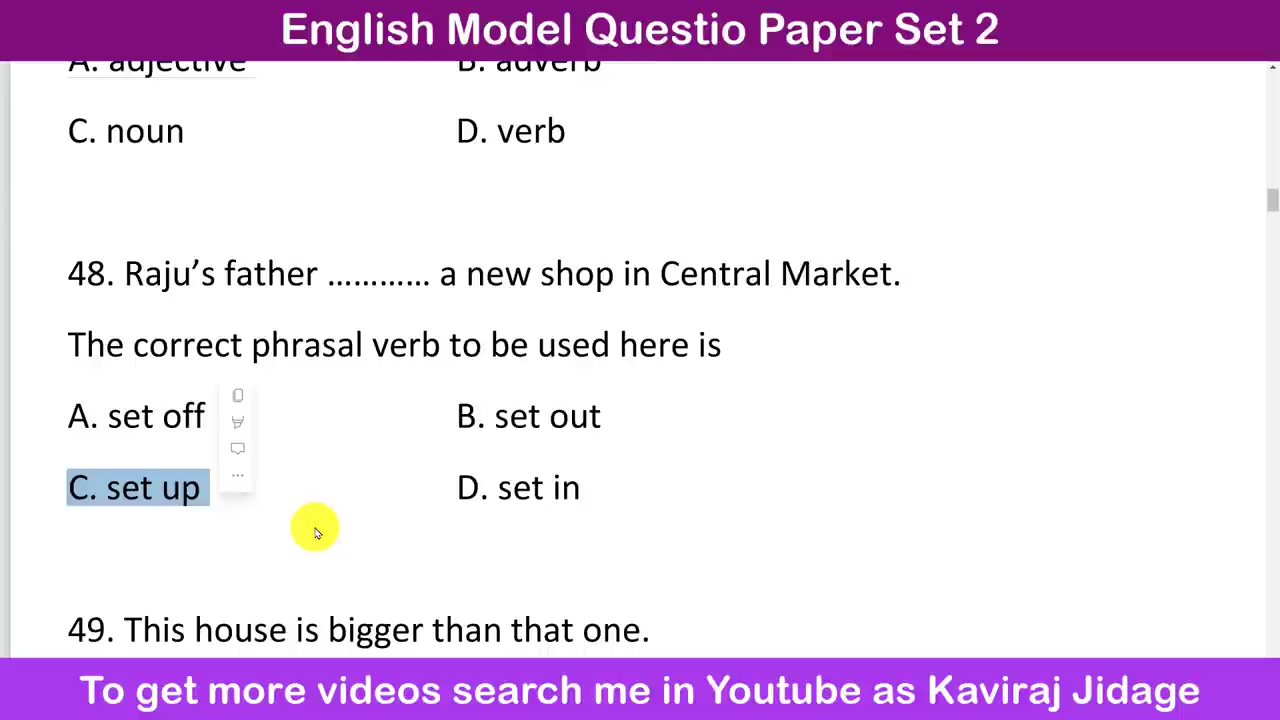 English Model Questio Paper Set 2
A. adjective B. adverb
C. noun D. verb
48. Raju’s father ………… a new shop in Central Market.
The correct phrasal verb to be used here is
A. set off B. set out
C. set up D. set in
49. This house is bigger than that one.
To get more videos search me in Youtube as Kaviraj Jidage